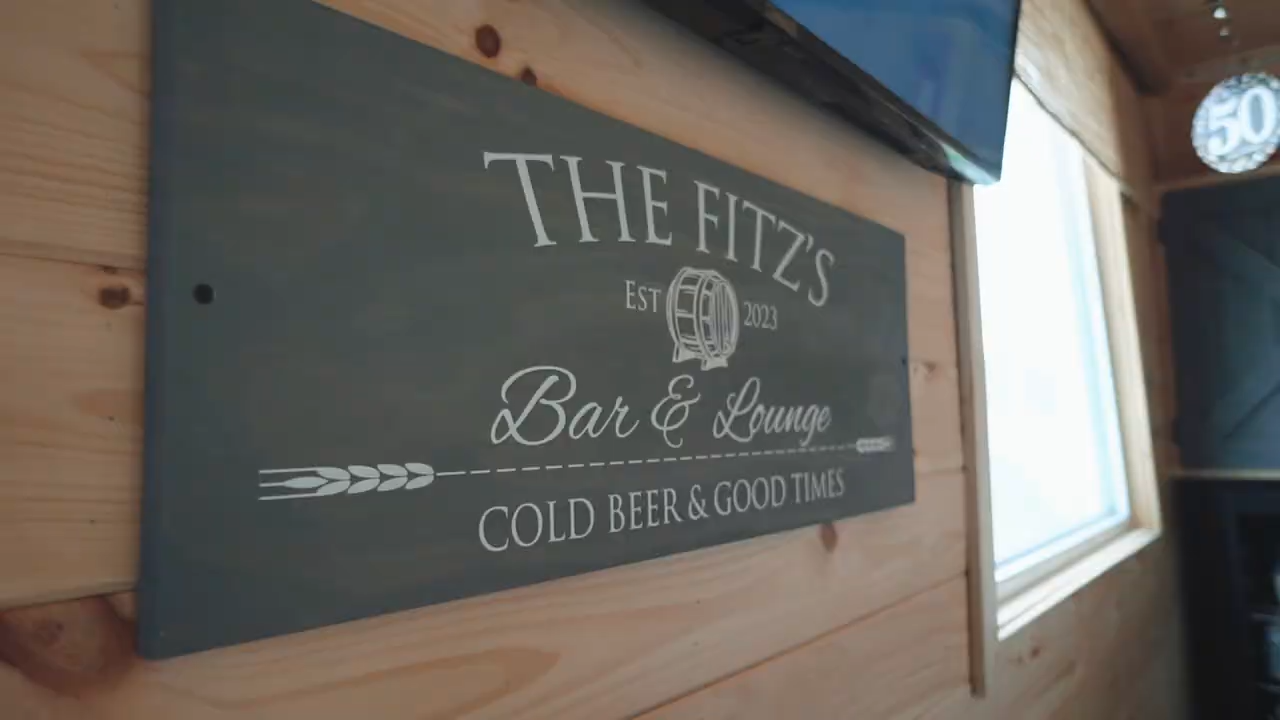 THE FITZ'S
EST 2023
Bar & Lounge
COLD BEER & GOOD TIMES
50